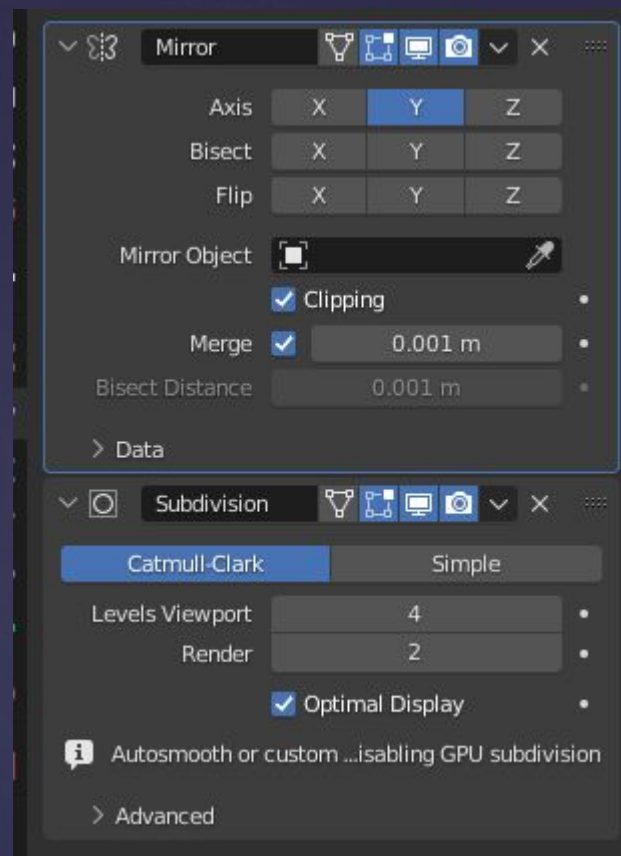 Mirror
Axis X Y Z
Bisect X Y Z
Flip X Y Z
Mirror Object
Clipping
Merge 0.001 m
Bisect Distance 0.001 m
Data
Subdivision
Catmull-Clark Simple
Levels Viewport 4
Render 2
Optimal Display
Autosmooth or custom ...isabling GPU subdivision
Advanced